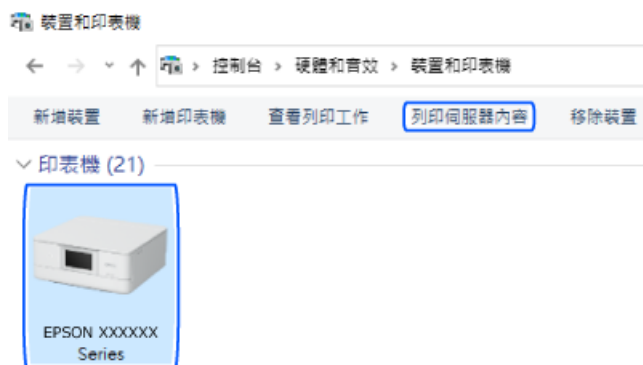 裝置和印表機
控制台 › 硬體和音效 › 裝置和印表機
新增裝置 新增印表機 查看列印工作 列印伺服器內容 移除裝置
印表機 (21)
EPSON XXXXXX
Series